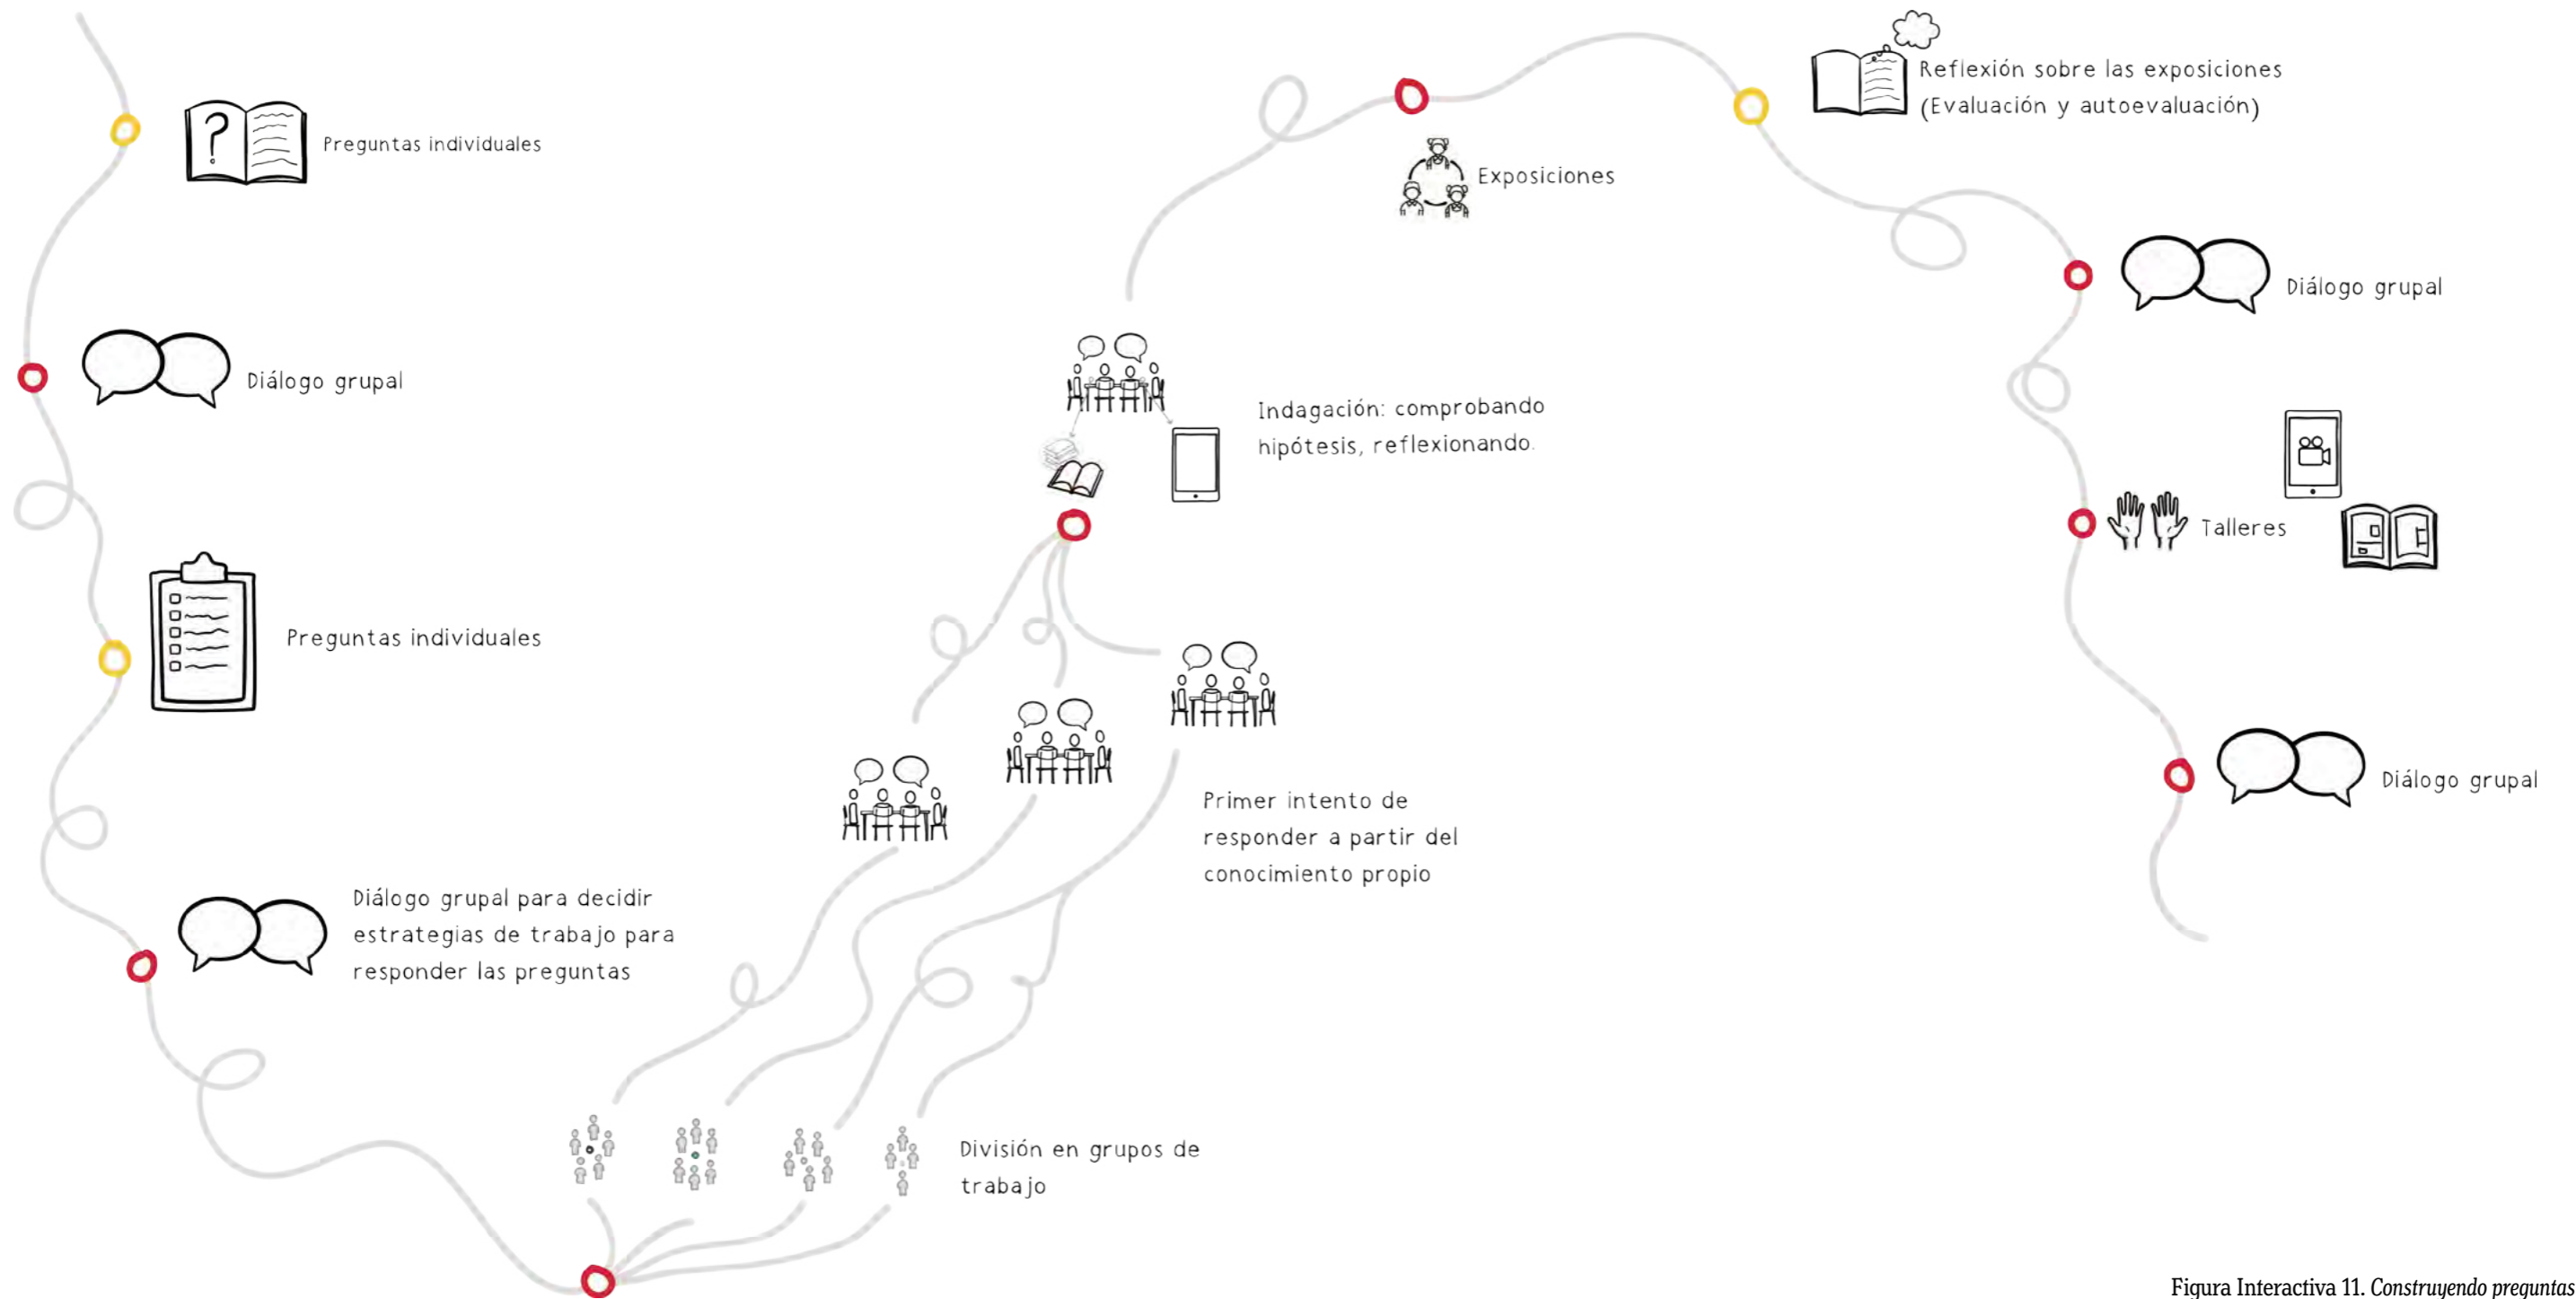 Preguntas individuales
Diálogo grupal
Preguntas individuales
Diálogo grupal para decidir
estrategias de trabajo para
responder las preguntas
División en grupos de
trabajo
Primer intento de
responder a partir del
conocimiento propio
Indagación: comprobando
hipótesis, reflexionando.
Exposiciones
Reflexión sobre las exposiciones
(Evaluación y autoevaluación)
Diálogo grupal
Talleres
Diálogo grupal
Figura Interactiva 11. Construyendo preguntas